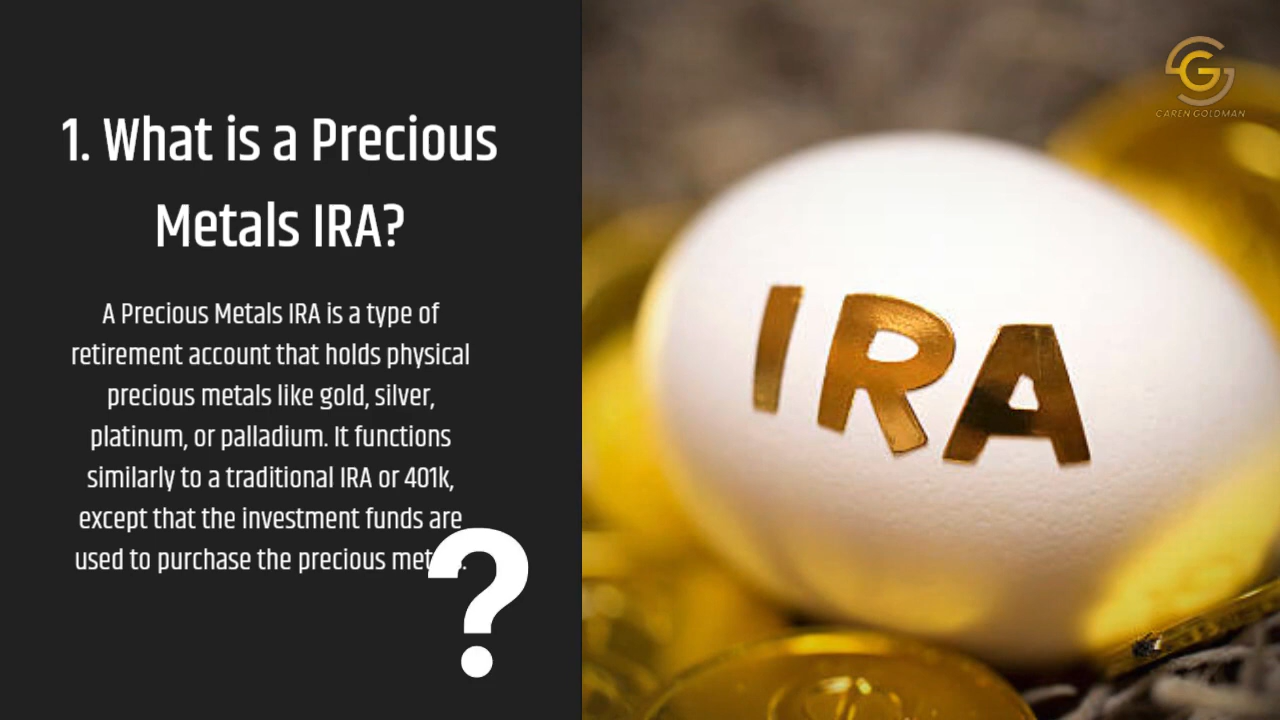 1. What is a Precious
Metals IRA?
A Precious Metals IRA is a type of
retirement account that holds physical
precious metals like gold, silver,
platinum, or palladium. It functions
similarly to a traditional IRA or 401k,
except that the investment funds are
used to purchase the precious
?
IRA
CAREN GOLDMAN